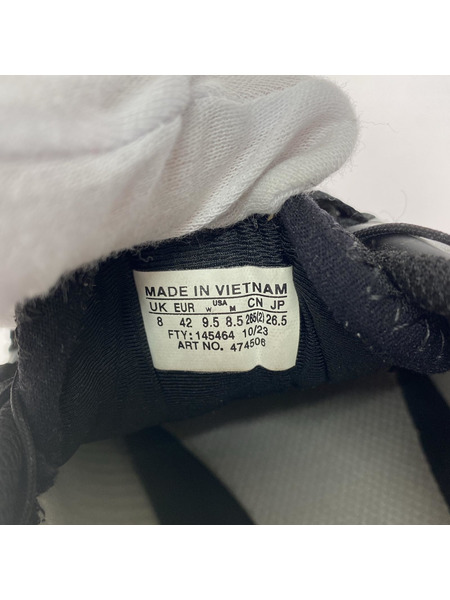 MADE IN VIETNAM
UK EUR W USA M CN JP
8 42 9.5 8.5 265(2) 26.5
FTY: 145464 10/23
ART NO. 474506